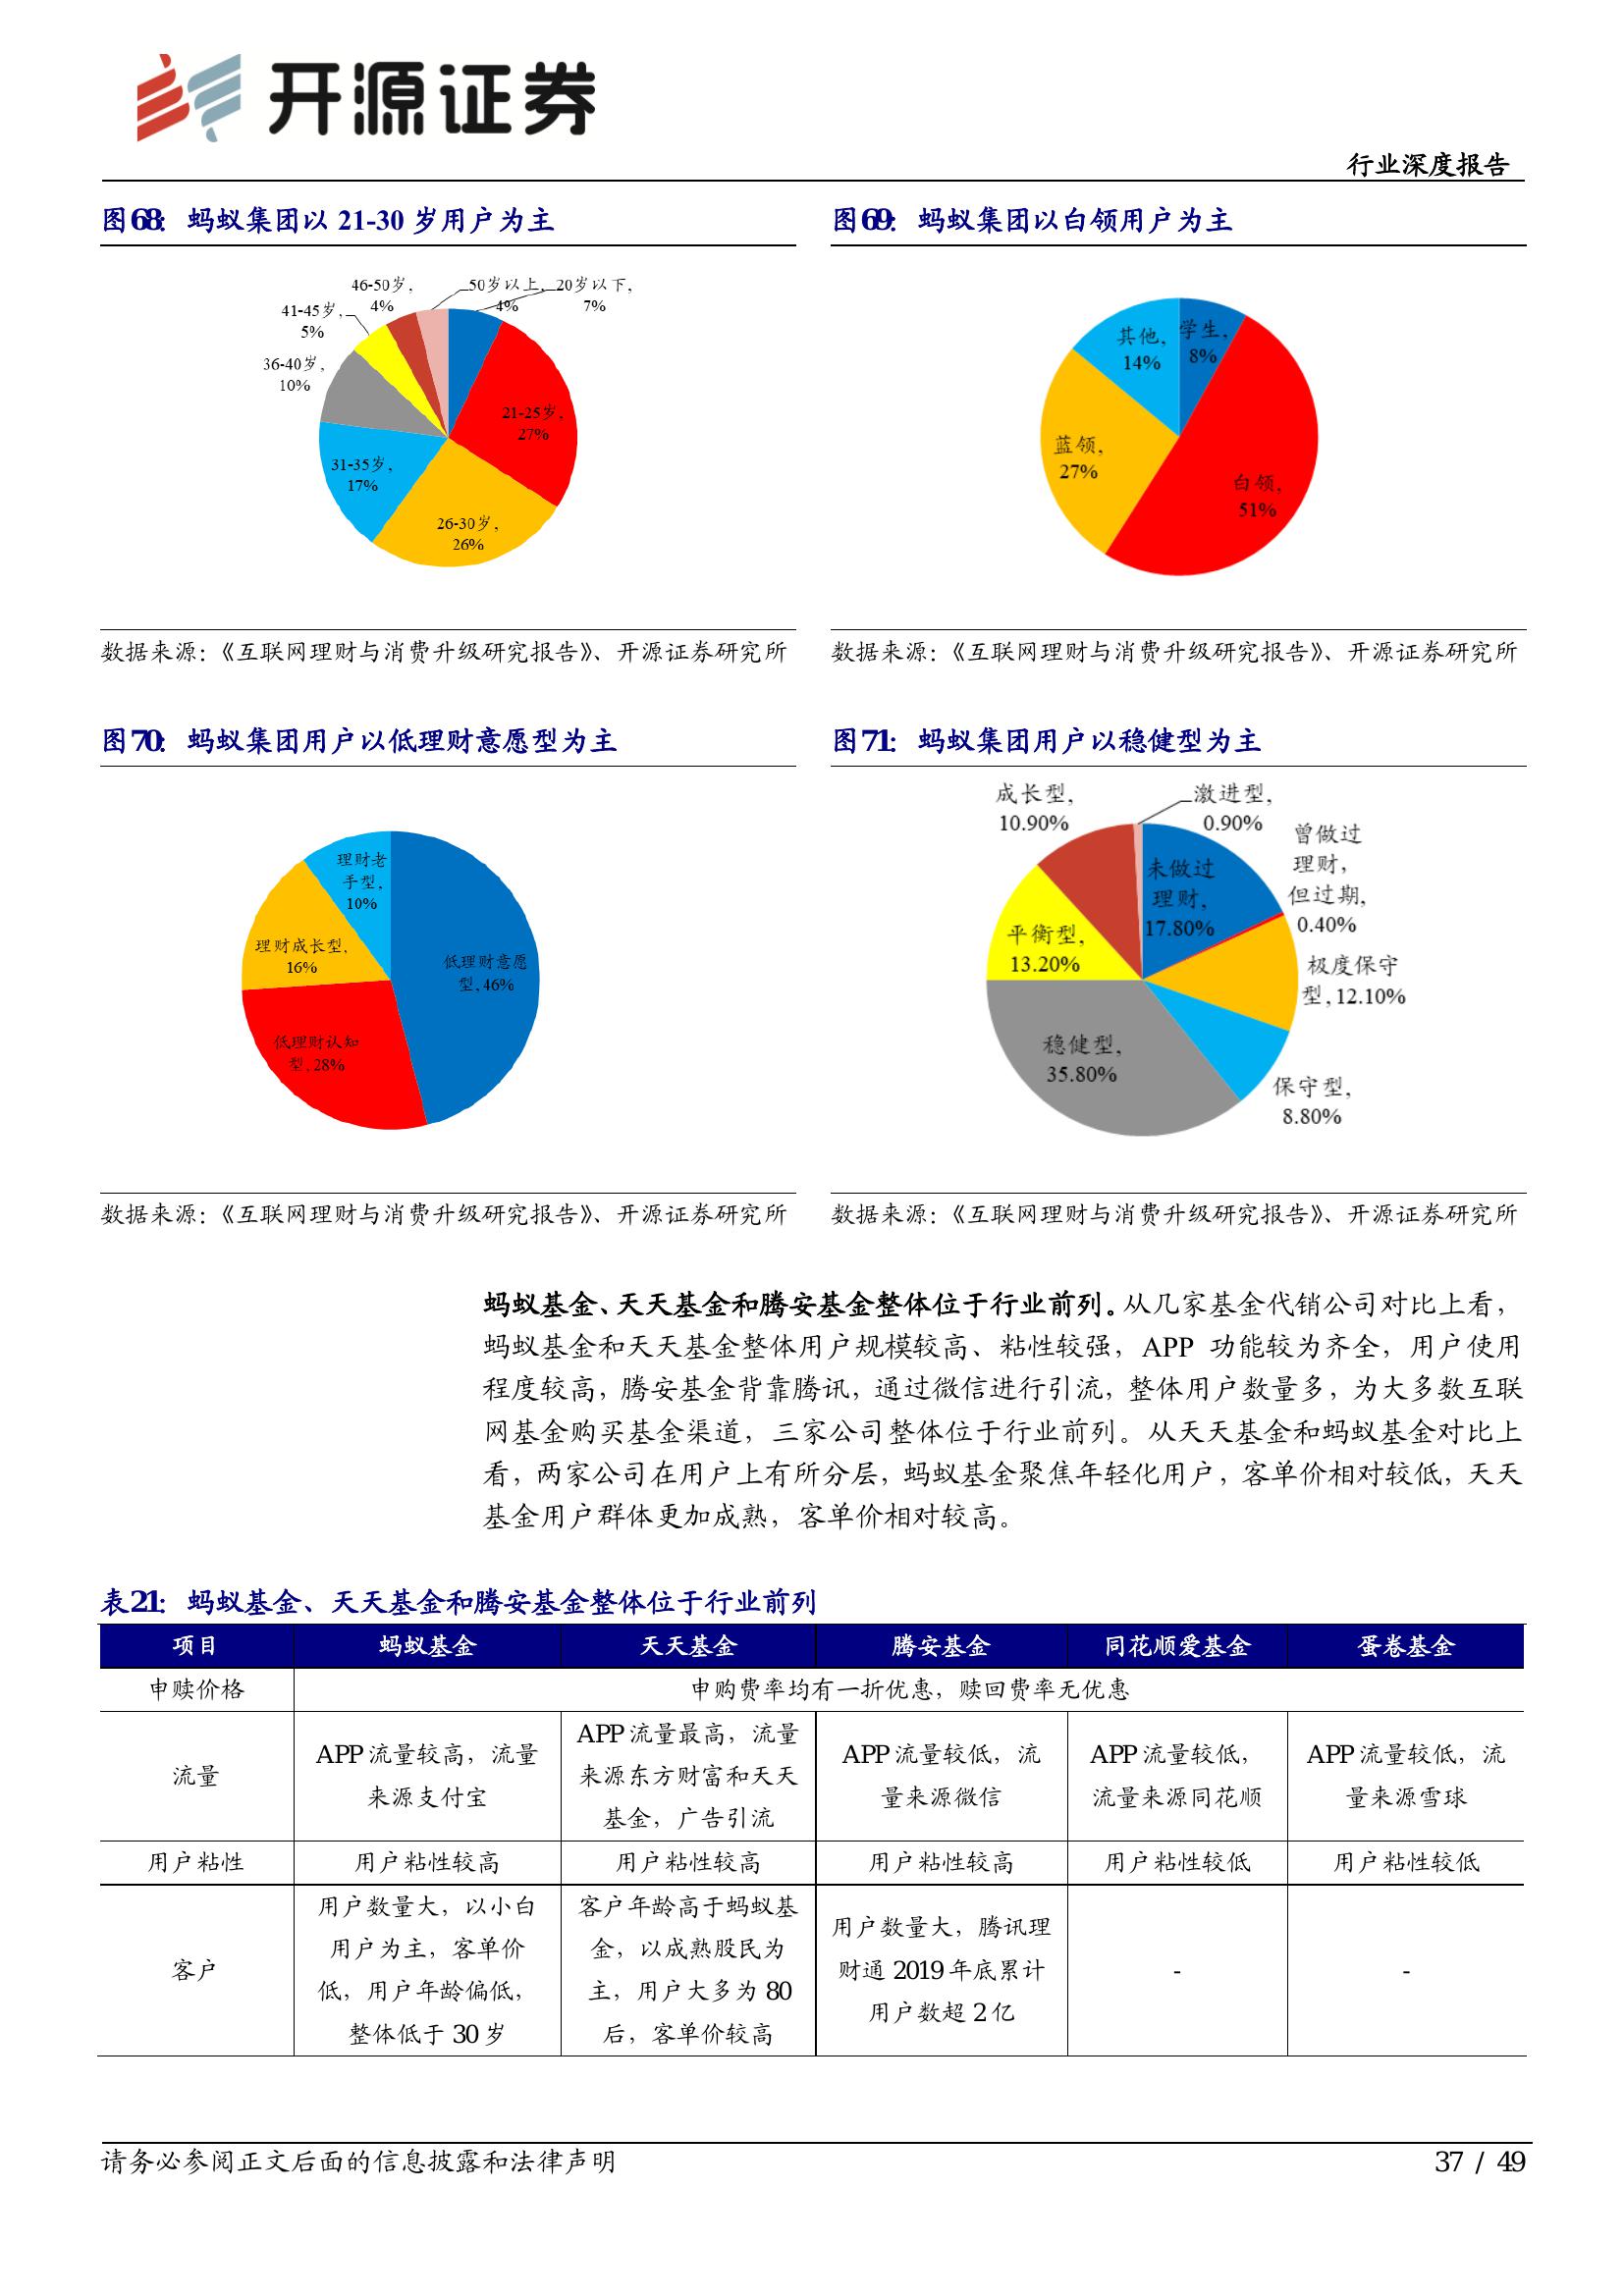 开源证券
行业深度报告
图68：蚂蚁集团以 21-30 岁用户为主
46-50岁,
4%
50岁以上,
4%
20岁以下,
7%
41-45岁,
5%
36-40岁,
10%
21-25岁,
27%
31-35岁,
17%
26-30岁,
26%
数据来源：《互联网理财与消费升级研究报告》、开源证券研究所
图69：蚂蚁集团以白领用户为主
其他,
14%
学生,
8%
蓝领,
27%
白领,
51%
数据来源：《互联网理财与消费升级研究报告》、开源证券研究所
图70：蚂蚁集团用户以低理财意愿型为主
理财老
手型,
10%
理财成长型,
16%
低理财意愿
型, 46%
低理财认知
型, 28%
数据来源：《互联网理财与消费升级研究报告》、开源证券研究所
图71：蚂蚁集团用户以稳健型为主
成长型,
10.90%
激进型,
0.90%
曾做过
理财,
但过期,
0.40%
未做过
理财,
17.80%
平衡型,
13.20%
极度保守
型, 12.10%
稳健型,
35.80%
保守型,
8.80%
数据来源：《互联网理财与消费升级研究报告》、开源证券研究所
蚂蚁基金、天天基金和腾安基金整体位于行业前列。从几家基金代销公司对比上看，
蚂蚁基金和天天基金整体用户规模较高、粘性较强，APP 功能较为齐全，用户使用
程度较高，腾安基金背靠腾讯，通过微信进行引流，整体用户数量多，为大多数互联
网基金购买基金渠道，三家公司整体位于行业前列。从天天基金和蚂蚁基金对比上
看，两家公司在用户上有所分层，蚂蚁基金聚焦年轻化用户，客单价相对较低，天天
基金用户群体更加成熟，客单价相对较高。
表21：蚂蚁基金、天天基金和腾安基金整体位于行业前列
项目 蚂蚁基金 天天基金 腾安基金 同花顺爱基金 蛋卷基金
申赎价格 申购费率均有一折优惠，赎回费率无优惠
流量
APP 流量较高，流量
来源支付宝
APP 流量最高，流量
来源东方财富和天天
基金，广告引流
APP 流量较低，流
量来源微信
APP 流量较低，
流量来源同花顺
APP 流量较低，流
量来源雪球
用户粘性 用户粘性较高 用户粘性较高 用户粘性较高 用户粘性较低 用户粘性较低
客户
用户数量大，以小白
用户为主，客单价
低，用户年龄偏低，
整体低于 30 岁
客户年龄高于蚂蚁基
金，以成熟股民为
主，用户大多为 80
后，客单价较高
用户数量大，腾讯理
财通 2019 年底累计
用户数超 2 亿
-
-
请务必参阅正文后面的信息披露和法律声明
37 / 49